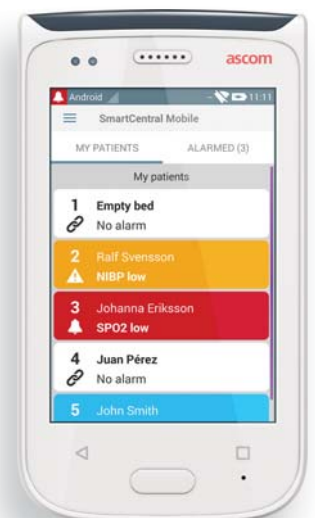 ascom
Android 11:11
SmartCentral Mobile
MY PATIENTS ALARMED (3)
My patients
1 Empty bed
No alarm
2 Ralf Svensson
NIBP low
3 Johanna Eriksson
SPO2 low
4 Juan Pérez
No alarm
5 John Smith